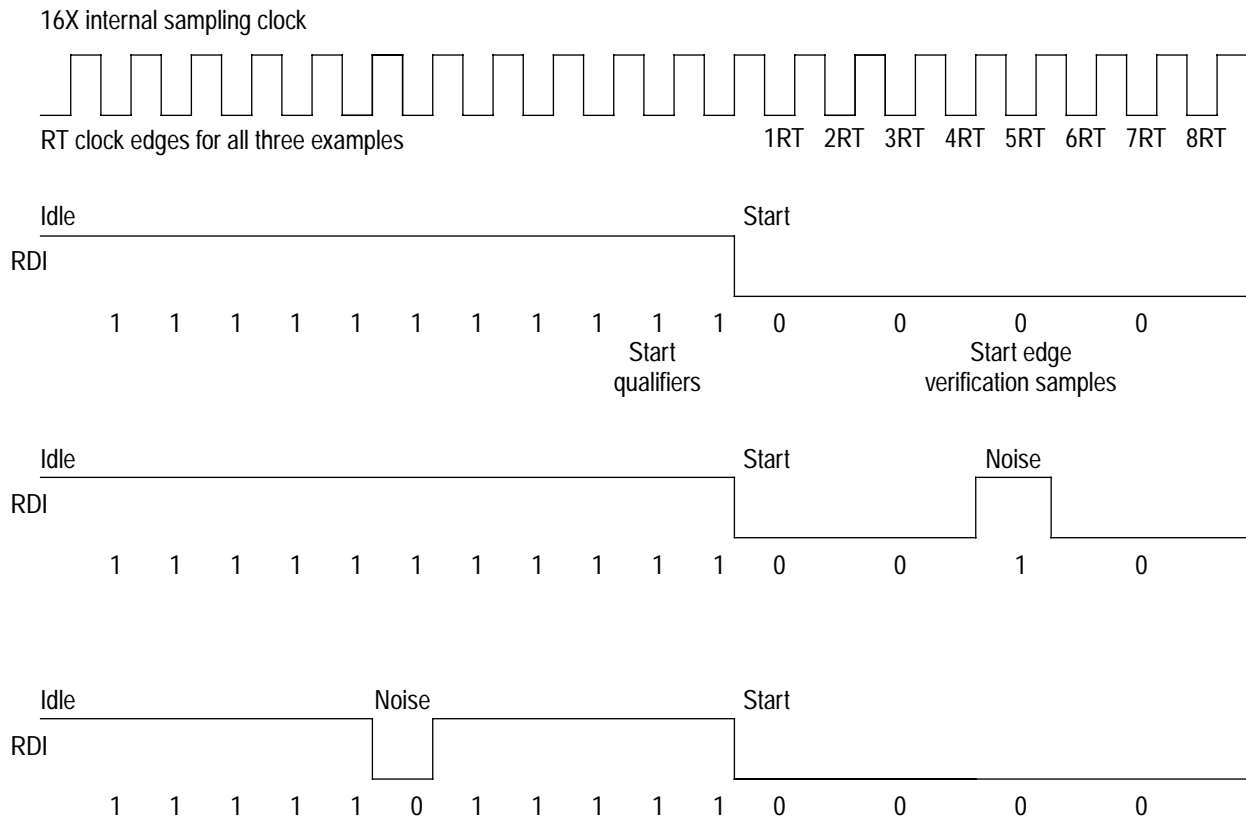 16X internal sampling clock
RT clock edges for all three examples 1RT 2RT 3RT 4RT 5RT 6RT 7RT 8RT
Idle Start
RDI
1 1 1 1 1 1 1 1 1 1 1 0 0 0 0
Start qualifiers
Start edge verification samples
Idle Start Noise
RDI
1 1 1 1 1 1 1 1 1 1 1 0 0 1 0
Idle Noise Start
RDI
1 1 1 1 1 0 1 1 1 1 1 0 0 0 0